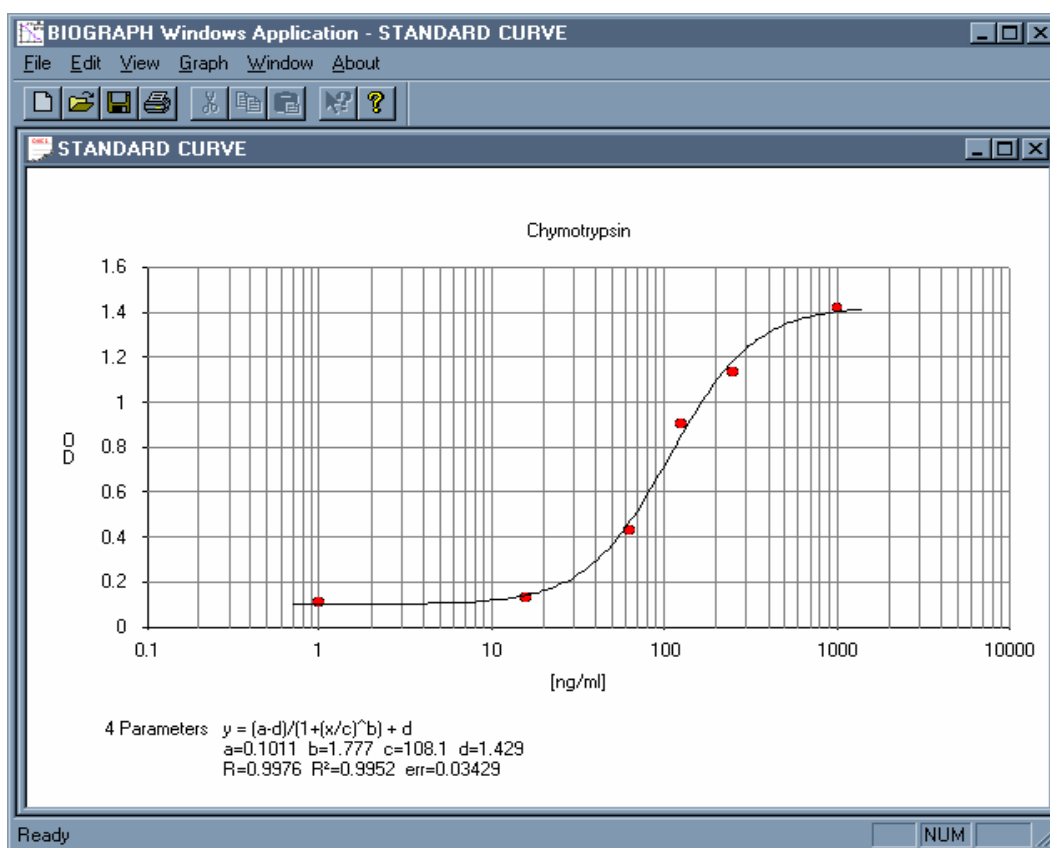 BIOGRAPH Windows Application - STANDARD CURVE
File Edit View Graph Window About
STANDARD CURVE
Chymotrypsin
1.6
1.4
1.2
1
0.8
0.6
0.4
0.2
0
DO
0.1 1 10 100 1000 10000
[ng/ml]
4 Parameters y = (a-d)/(1+(x/c)^b) + d
a=0.1011 b=1.777 c=108.1 d=1.429
R=0.9976 R²=0.9952 err=0.03429
Ready NUM